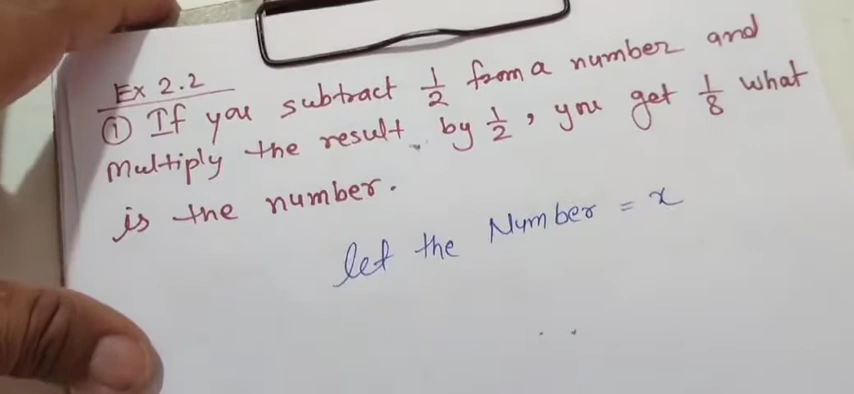 Ex 2.2
① If you subtract 1/2 from a number and
Multiply the result by 1/2, you get 1/8 what
is the number.
let the Number = x